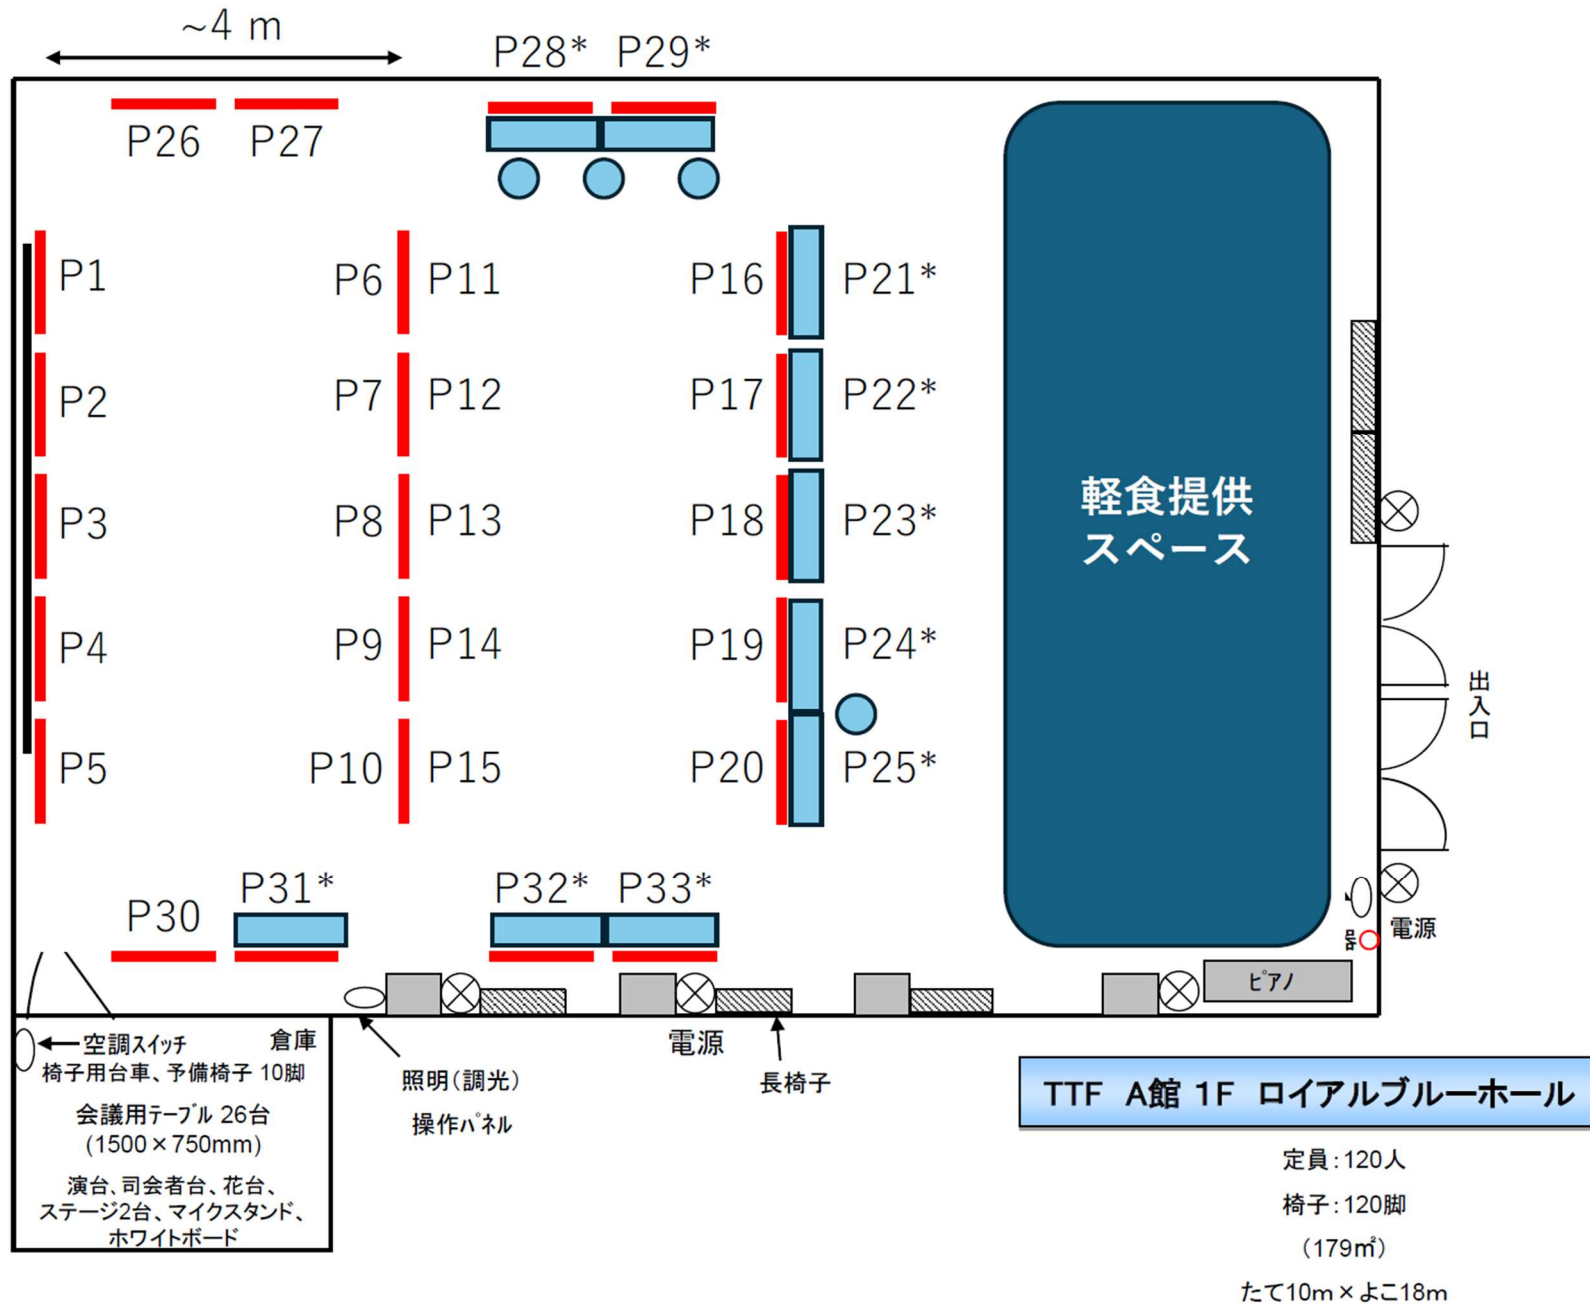 ~4 m
P28* P29*
P26 P27
P1 P6 P11 P16 P21*
P2 P7 P12 P17 P22*
P3 P8 P13 P18 P23*
P4 P9 P14 P19 P24*
P5 P10 P15 P20 P25*
軽食提供
スペース
出入口
P30 P31* P32* P33*
電源
器
ピアノ
空調スイッチ 倉庫
椅子用台車、予備椅子 10脚
会議用テーブル 26台
(1500×750mm)
演台、司会者台、花台、
ステージ2台、マイクスタンド、
ホワイトボード
照明(調光)
操作パネル
電源
長椅子
TTF A館 1F ロイアルブルーホール
定員:120人
椅子:120脚
(179㎡)
たて10m×よこ18m